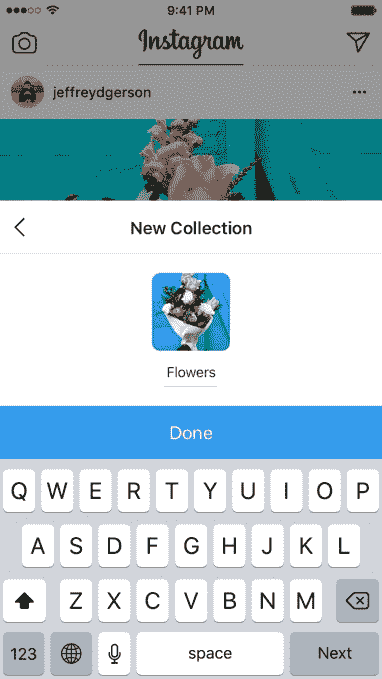 9:41 PM
Instagram
jeffreydgerson
New Collection
Flowers
Done
Q W E R T Y U I O P
A S D F G H J K L
Z X C V B N M
123 space Next